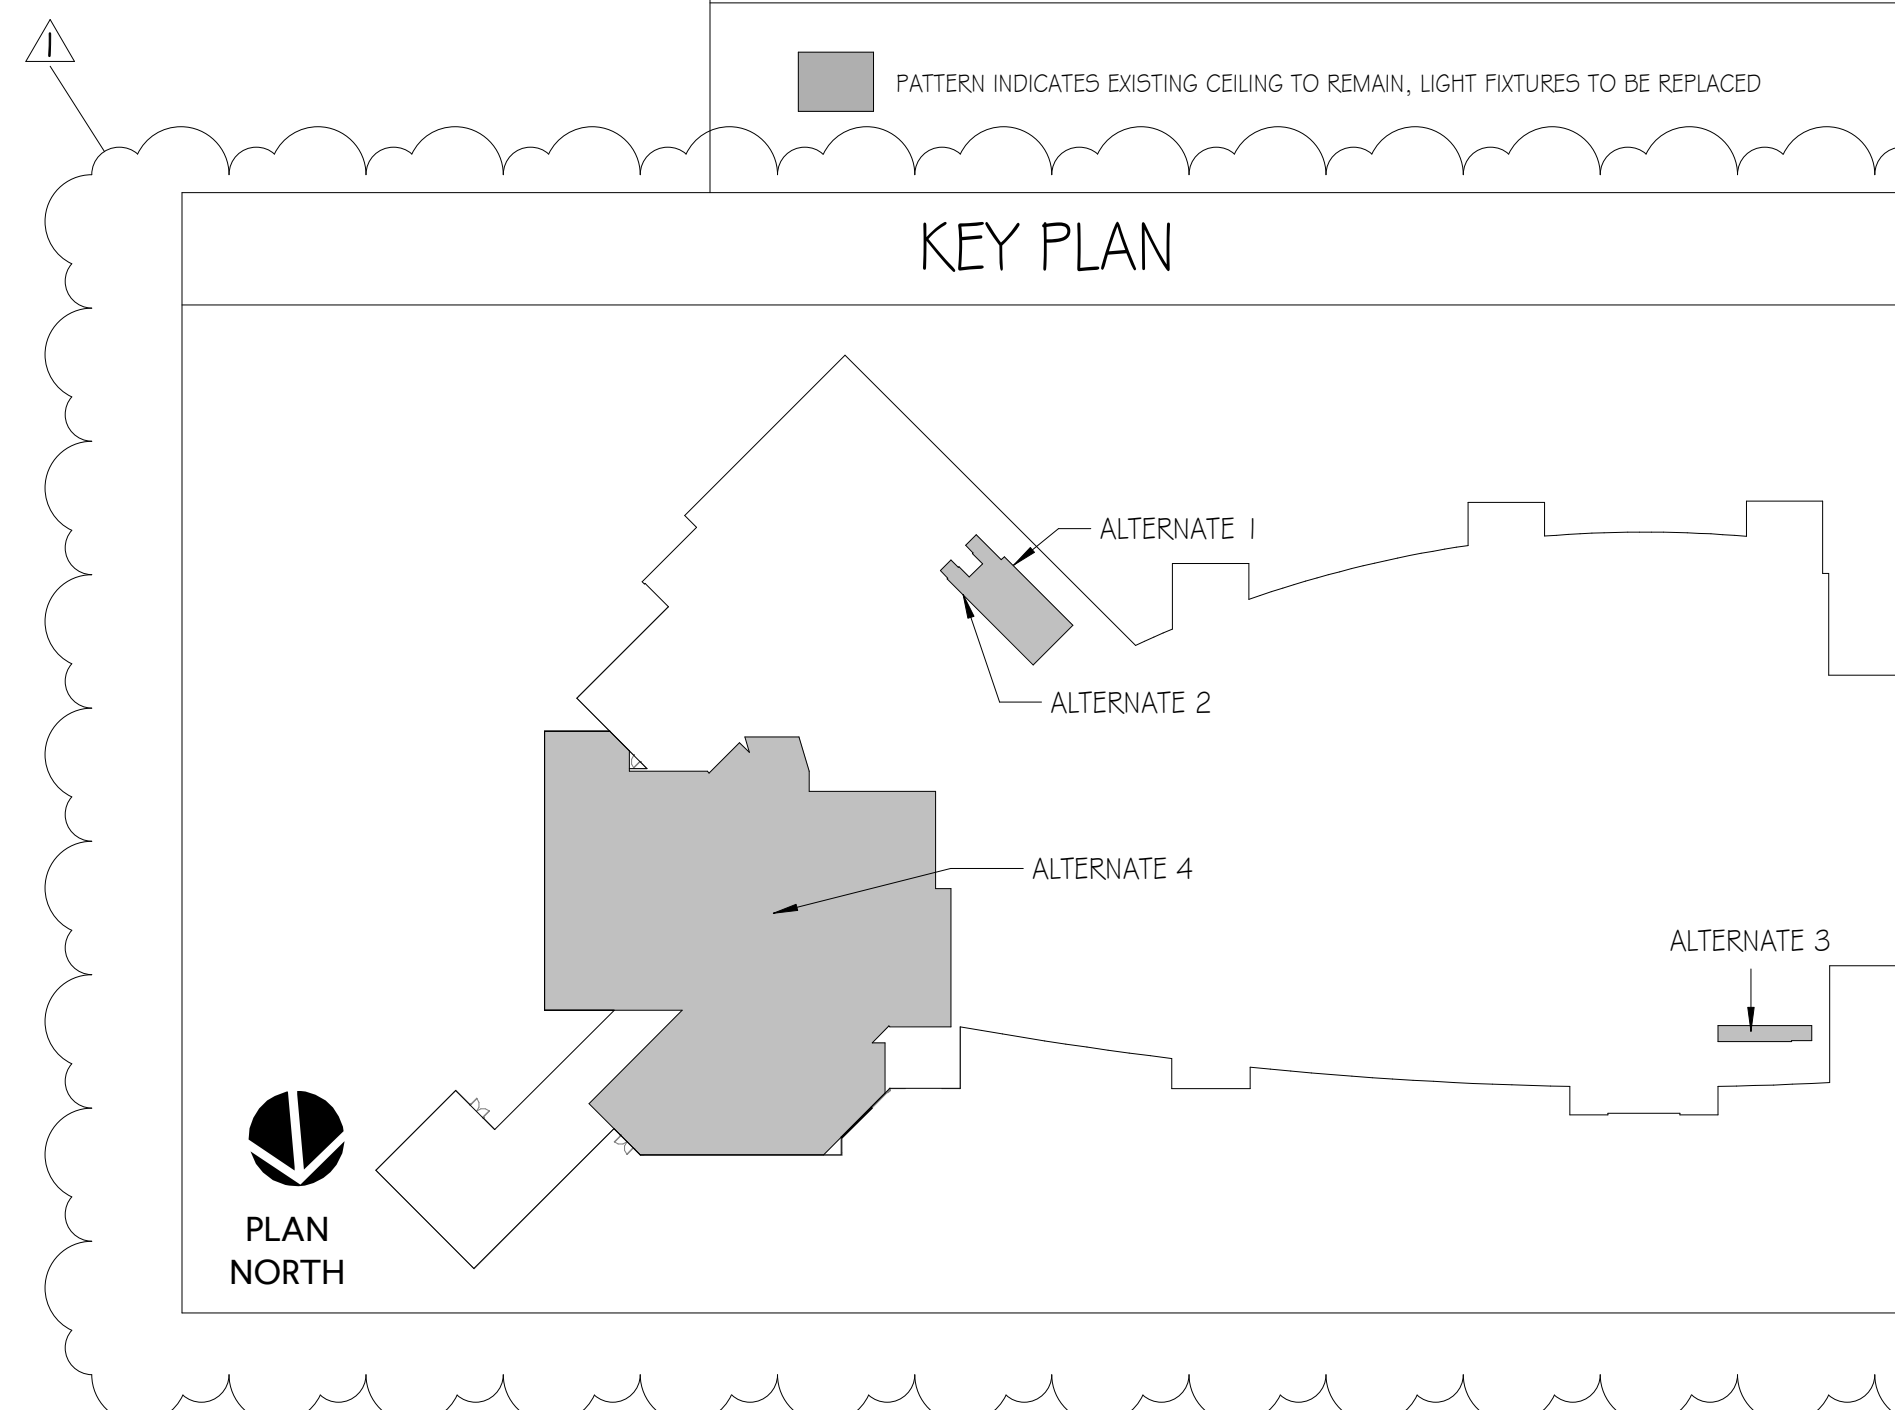 1
PATTERN INDICATES EXISTING CEILING TO REMAIN, LIGHT FIXTURES TO BE REPLACED
KEY PLAN
ALTERNATE 1
ALTERNATE 2
ALTERNATE 4
ALTERNATE 3
PLAN
NORTH